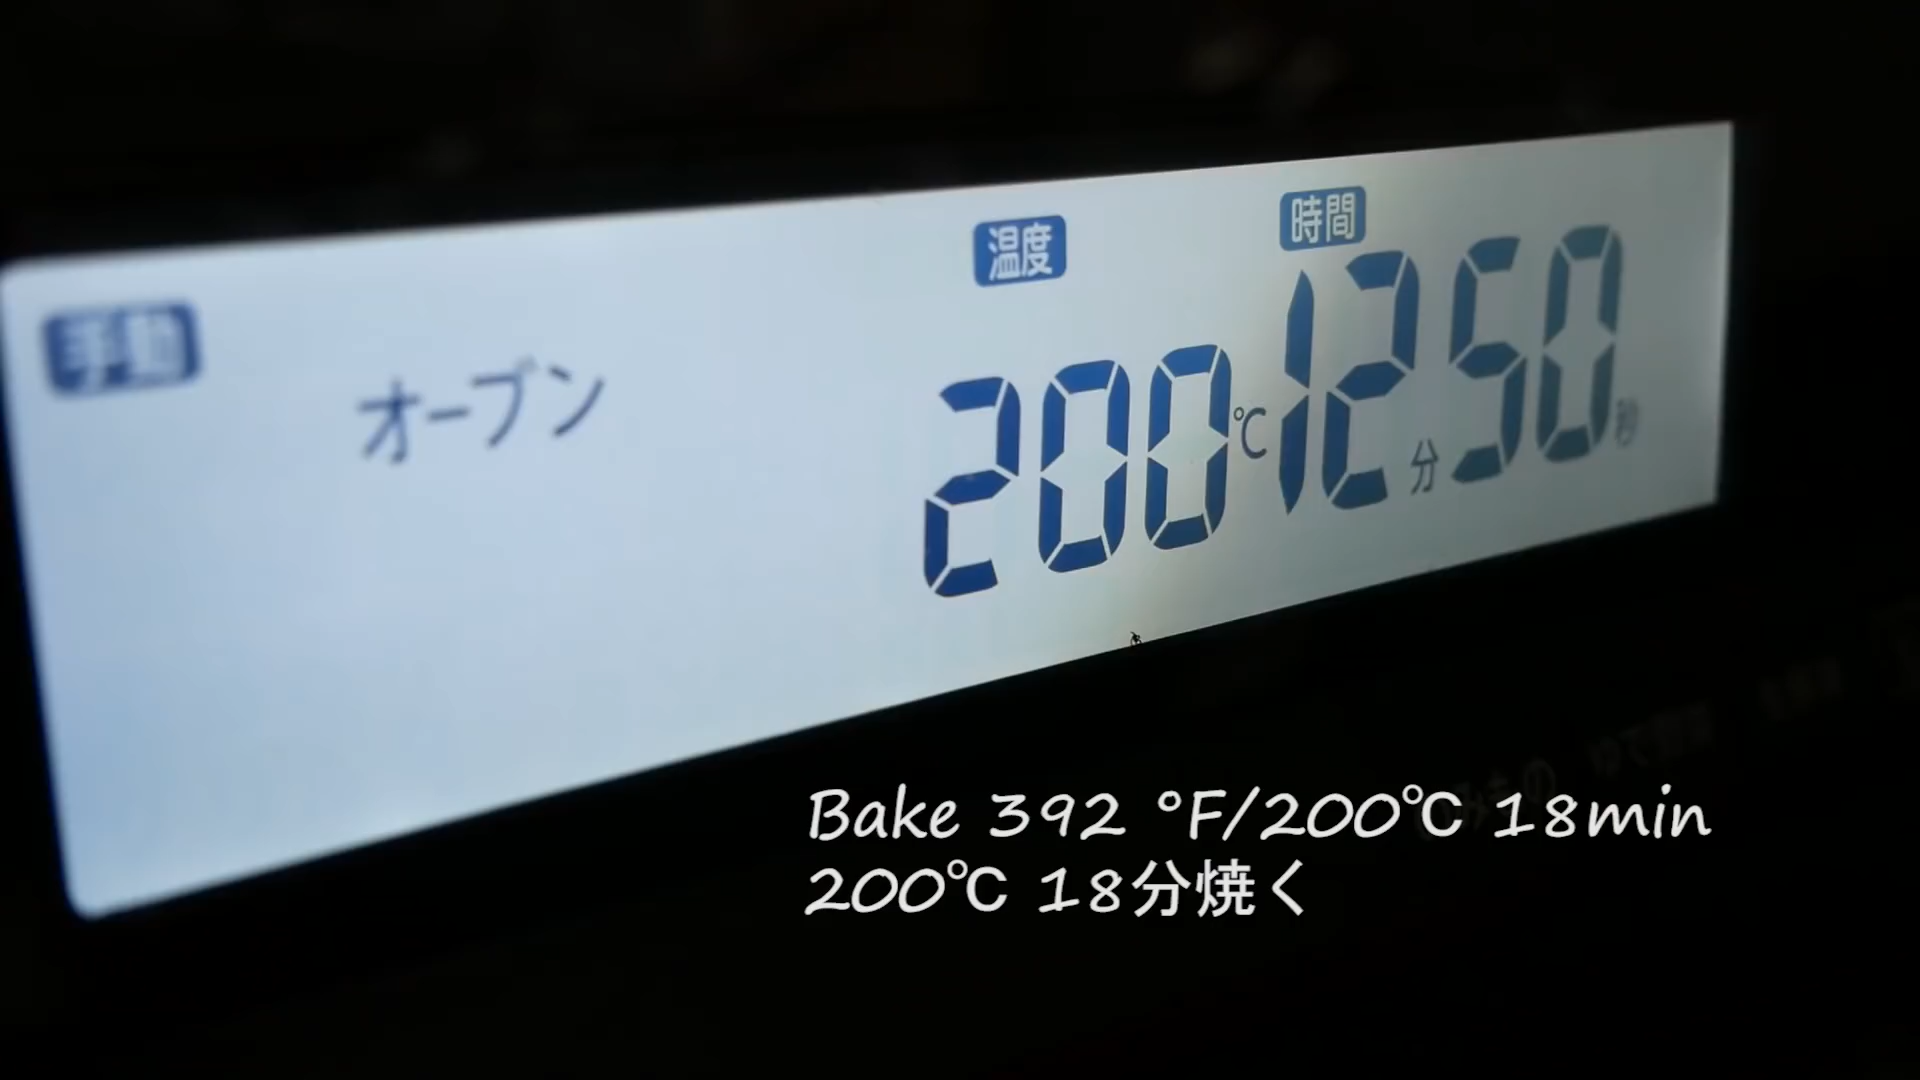 手動
オーブン
温度
時間
200℃ 12分50秒
Bake 392 °F/200℃ 18min
200℃ 18分焼く